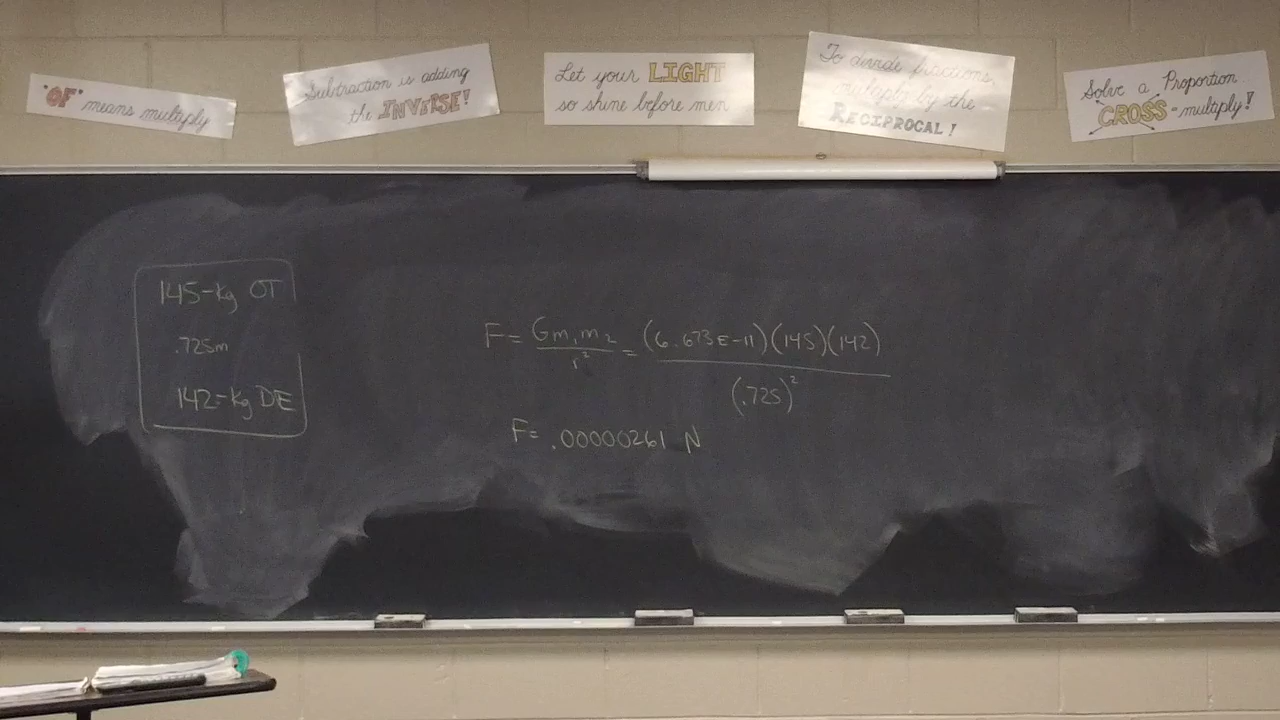 "OF" means multiply
Subtraction is adding
the INVERSE!
Let your LIGHT
so shine before men
To divide fractions,
multiply by the
RECIPROCAL!
Solve a Proportion...
CROSS-multiply!
145-kg OT
.725m
142-kg DE
F = Gm₁m₂/r² = (6.673E-11)(145)(142)/(.725)²
F= .00000261 N